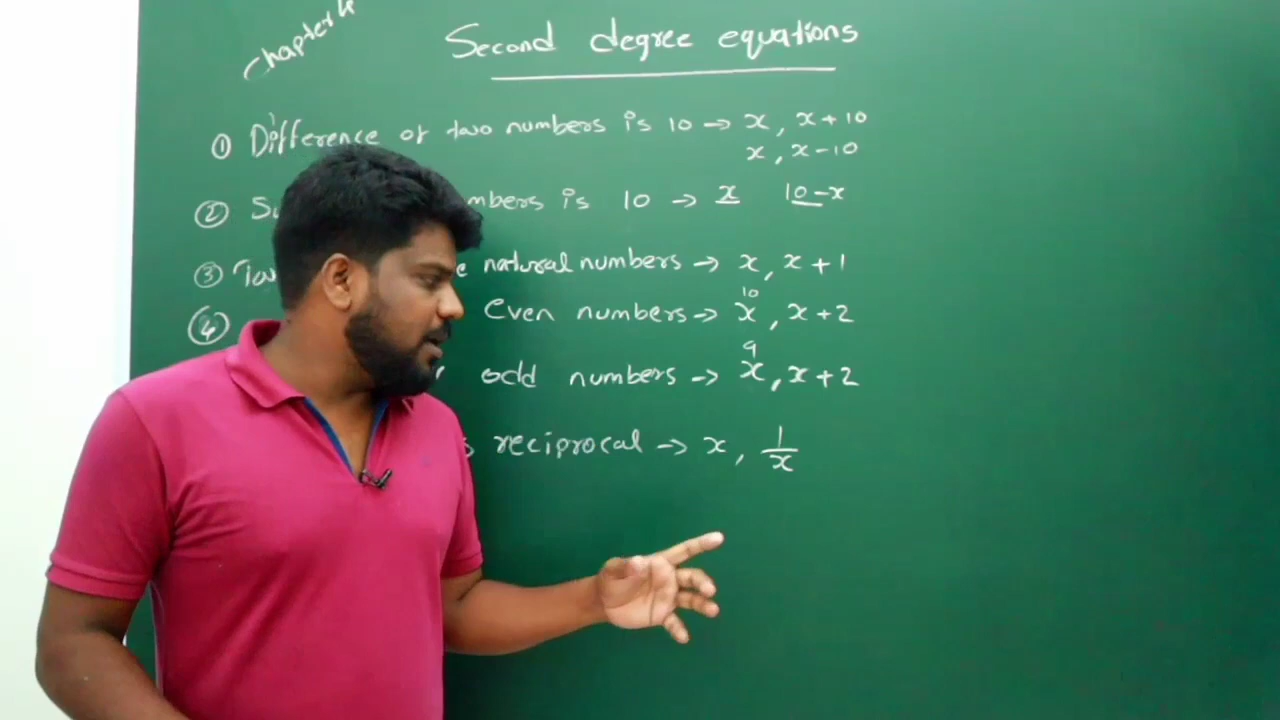 Chapter 4
Second degree equations
① Difference of two numbers is 10 → x, x+10
x, x-10
② Su mbers is 10 → x 10-x
③ natural numbers → x, x+1
10
④ Even numbers → x, x+2
9
odd numbers → x, x+2
s reciprocal → x, 1/x